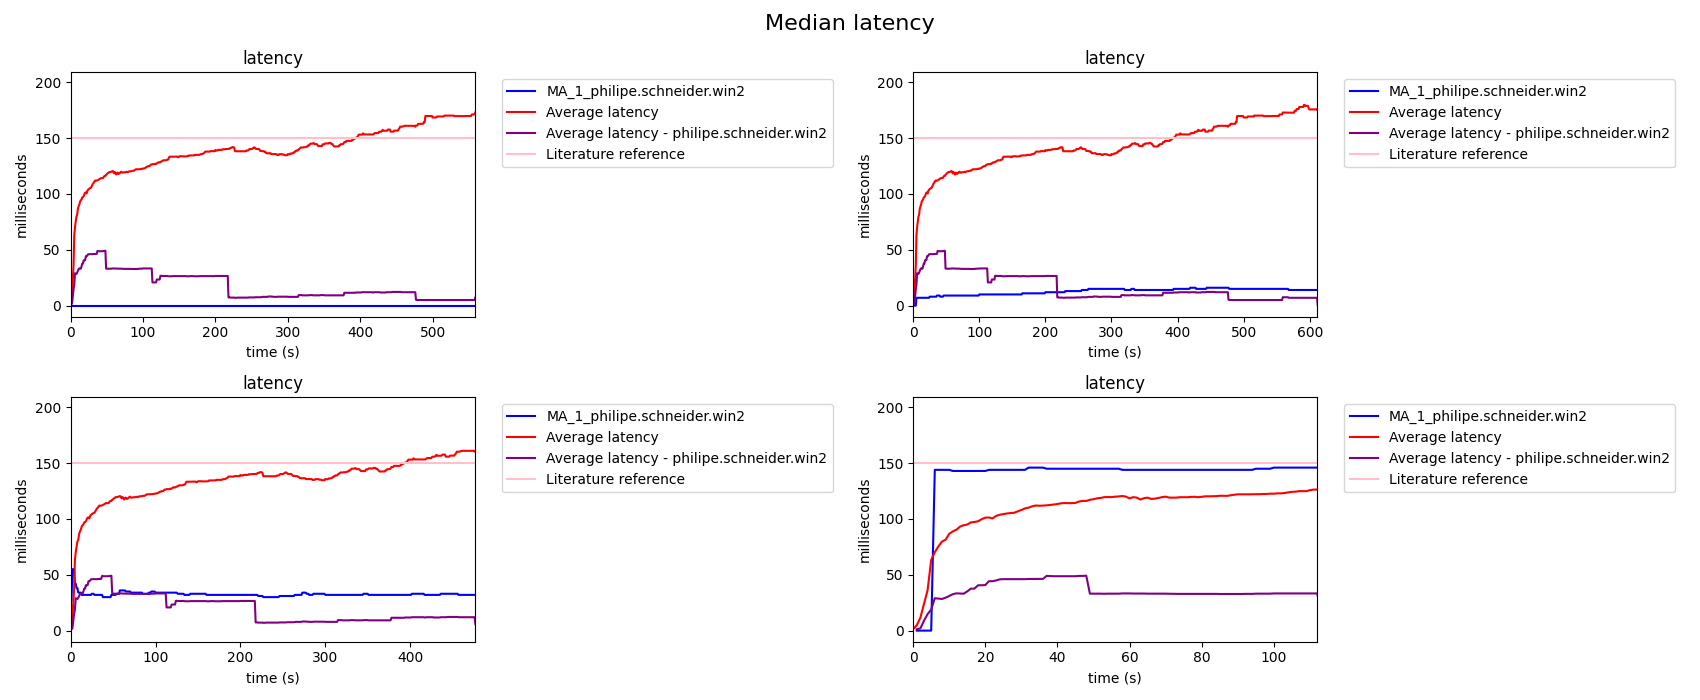 Median latency
latency
200
150
100
50
0
milliseconds
0 100 200 300 400 500
time (s)
MA_1_philipe.schneider.win2
Average latency
Average latency - philipe.schneider.win2
Literature reference
latency
200
150
100
50
0
milliseconds
0 100 200 300 400 500 600
time (s)
MA_1_philipe.schneider.win2
Average latency
Average latency - philipe.schneider.win2
Literature reference
latency
200
150
100
50
0
milliseconds
0 100 200 300 400
time (s)
MA_1_philipe.schneider.win2
Average latency
Average latency - philipe.schneider.win2
Literature reference
latency
200
150
100
50
0
milliseconds
0 20 40 60 80 100
time (s)
MA_1_philipe.schneider.win2
Average latency
Average latency - philipe.schneider.win2
Literature reference